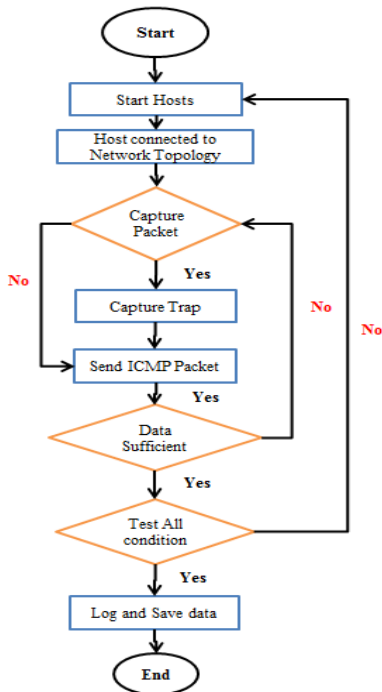 Start
Start Hosts
Host connected to
Network Topology
Capture
Packet
No
Yes
Capture Trap
No
No
Send ICMP Packet
Yes
Data
Sufficient
Yes
Test All
condition
Yes
Log and Save data
End